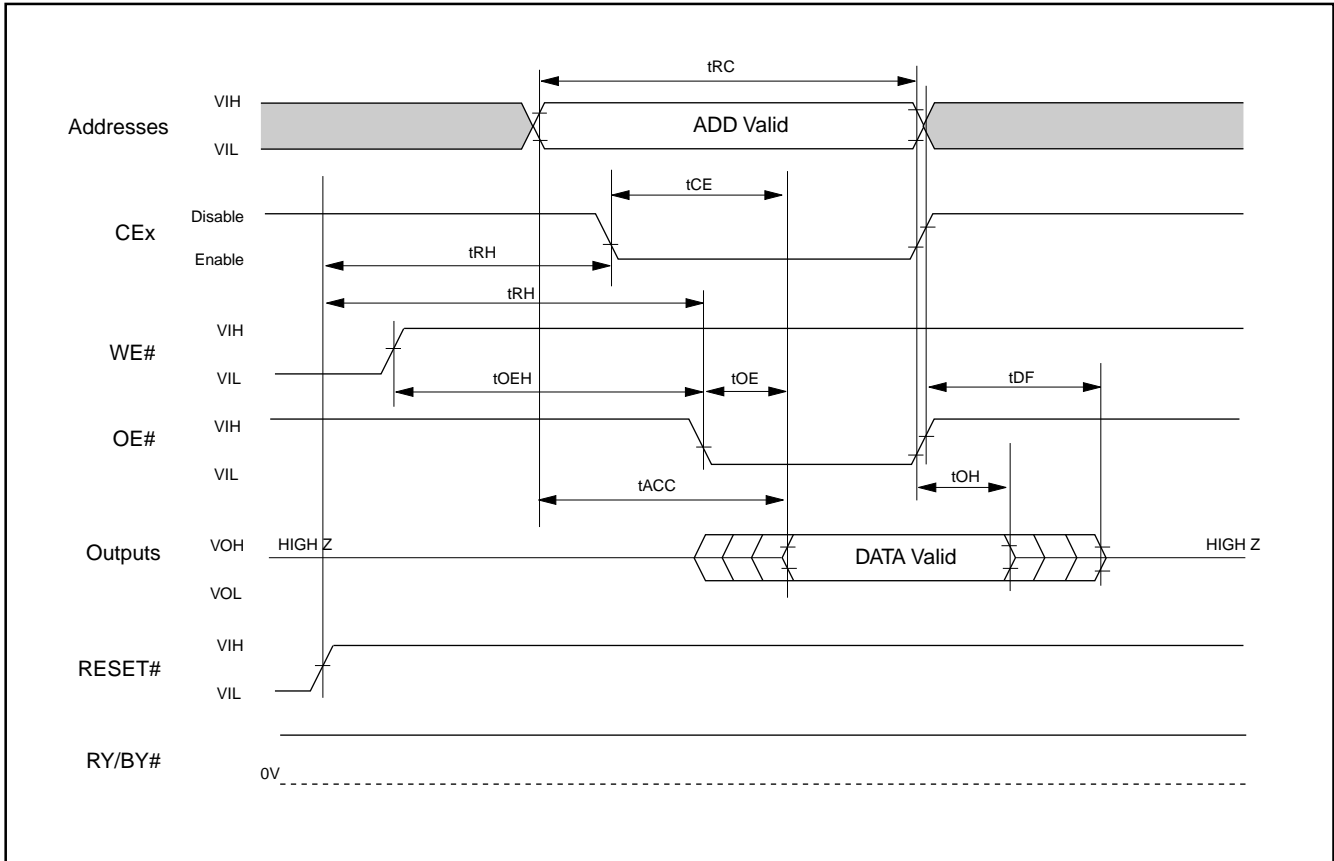 tRC
VIH
Addresses
ADD Valid
VIL
tCE
Disable
CEx
Enable
tRH
tRH
VIH
WE#
VIL
tOEH
tOE
tDF
VIH
OE#
VIL
tACC
tOH
VOH
HIGH Z
Outputs
DATA Valid
HIGH Z
VOL
VIH
RESET#
VIL
RY/BY#
0V